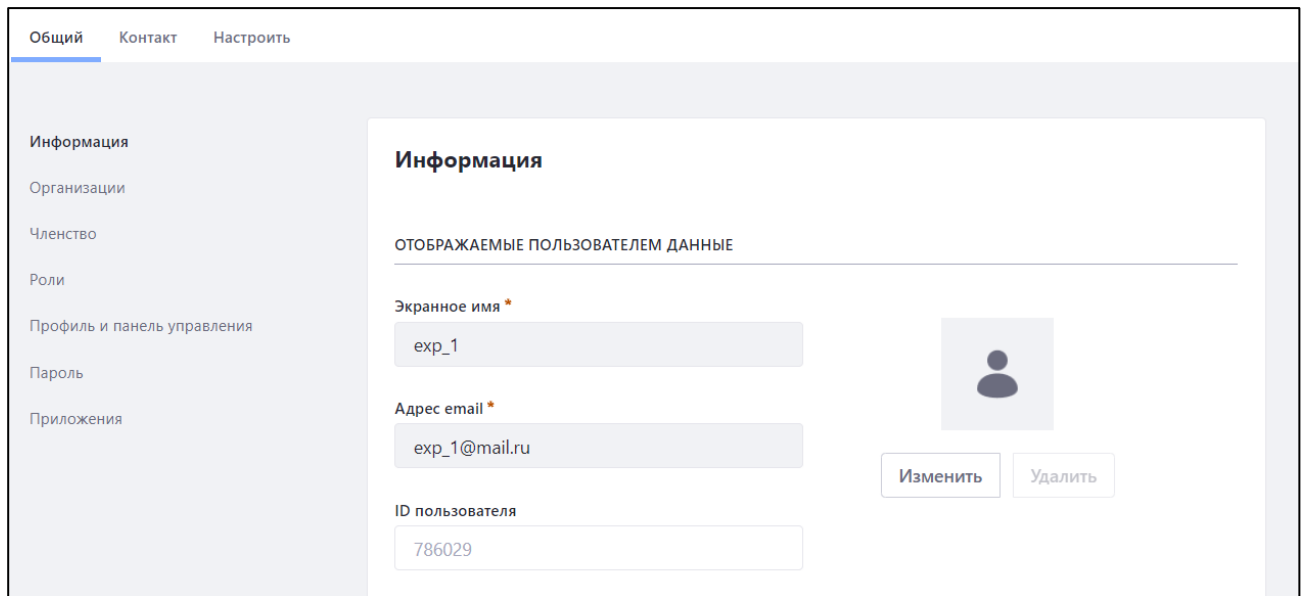 Общий Контакт Настроить
Информация
Организации
Членство
Роли
Профиль и панель управления
Пароль
Приложения
Информация
ОТОБРАЖАЕМЫЕ ПОЛЬЗОВАТЕЛЕМ ДАННЫЕ
Экранное имя *
exp_1
Адрес email *
exp_1@mail.ru
ID пользователя
786029
Изменить Удалить